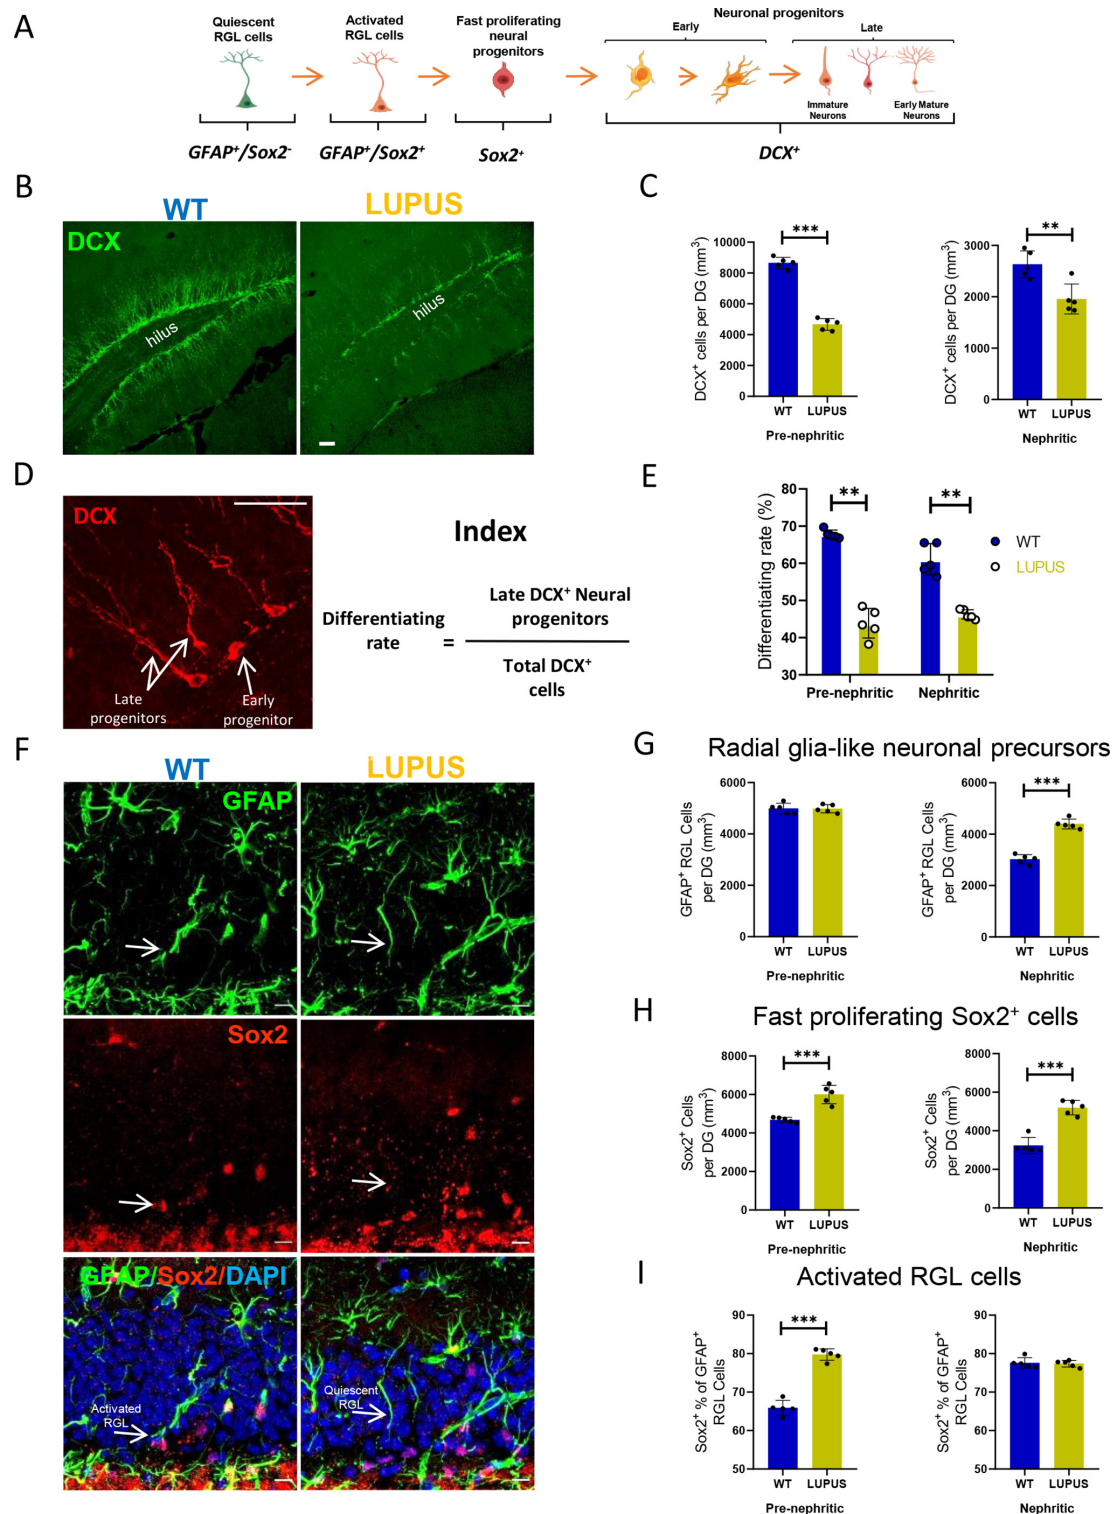 A
Quiescent
RGL cells
Activated
RGL cells
Fast proliferating
neural
progenitors
Neuronal progenitors
Early
Late
Immature
Neurons
Early Mature
Neurons
GFAP⁺/Sox2⁻
GFAP⁺/Sox2⁺
Sox2⁺
DCX⁺
B
WT
LUPUS
DCX
hilus
hilus
C
DCX⁺ cells per DG (mm³)
10000
8000
6000
4000
2000
0
***
WT
LUPUS
Pre-nephritic
DCX⁺ cells per DG (mm³)
3000
2000
1000
0
**
WT
LUPUS
Nephritic
D
DCX
Late
progenitors
Early
progenitor
Index
Differentiating
rate
=
Late DCX⁺ Neural
progenitors
Total DCX⁺
cells
E
Differentiating rate (%)
80
70
60
50
40
30
**
**
WT
LUPUS
Pre-nephritic
Nephritic
F
WT
LUPUS
GFAP
Sox2
GFAP/Sox2/DAPI
Activated
RGL
Quiescent
RGL
G
Radial glia-like neuronal precursors
GFAP⁺ RGL Cells
per DG (mm³)
6000
4000
2000
0
WT
LUPUS
Pre-nephritic
GFAP⁺ RGL Cells
per DG (mm³)
6000
4000
2000
0
***
WT
LUPUS
Nephritic
H
Fast proliferating Sox2⁺ cells
Sox2⁺ Cells
per DG (mm³)
8000
6000
4000
2000
0
***
WT
LUPUS
Pre-nephritic
Sox2⁺ Cells
per DG (mm³)
8000
6000
4000
2000
0
***
WT
LUPUS
Nephritic
I
Activated RGL cells
Sox2⁺ % of GFAP⁺
RGL Cells
90
80
70
60
50
***
WT
LUPUS
Pre-nephritic
Sox2⁺ % of GFAP⁺
RGL Cells
90
80
70
60
50
WT
LUPUS
Nephritic